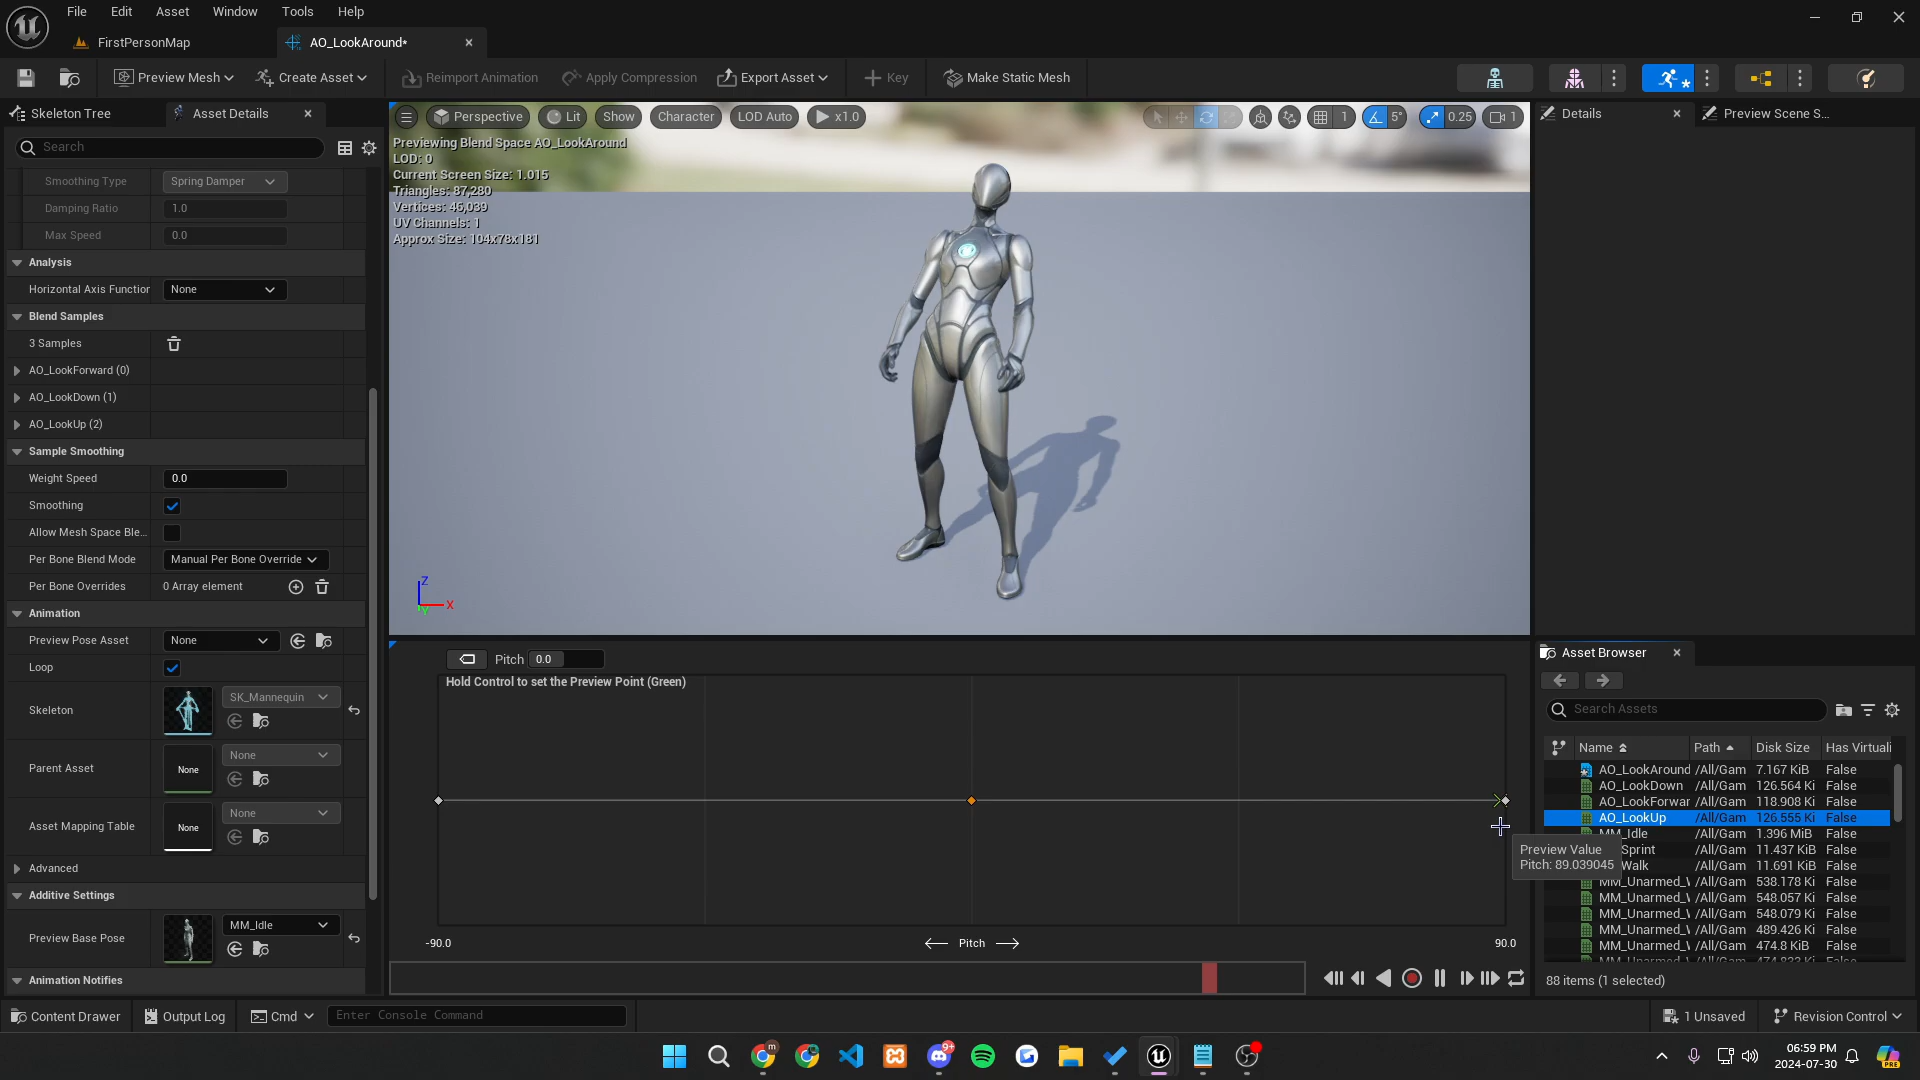 File Edit Asset Window Tools Help
FirstPersonMap
AO_LookAround*
Preview Mesh
Create Asset
Reimport Animation
Apply Compression
Export Asset
Key
Make Static Mesh
Skeleton Tree
Asset Details
Search
Smoothing Type Spring Damper
Damping Ratio 1.0
Max Speed 0.0
Analysis
Horizontal Axis Function None
Blend Samples
3 Samples
AO_LookForward (0)
AO_LookDown (1)
AO_LookUp (2)
Sample Smoothing
Weight Speed 0.0
Smoothing
Allow Mesh Space Ble...
Per Bone Blend Mode Manual Per Bone Override
Per Bone Overrides 0 Array element
Animation
Preview Pose Asset None
Loop
Skeleton SK_Mannequin
Parent Asset None None
Asset Mapping Table None None
Advanced
Additive Settings
Preview Base Pose MM_Idle
Animation Notifies
Perspective Lit Show Character LOD Auto x1.0
1 5° 0.25 1
Previewing Blend Space AO_LookAround
LOD: 0
Current Screen Size: 1.015
Triangles: 87,280
Vertices: 46,039
UV Channels: 1
Approx Size: 104x78x181
Z
X
Y
Pitch 0.0
Hold Control to set the Preview Point (Green)
Preview Value
Pitch: 89.039045
-90.0 Pitch 90.0
Details
Preview Scene S...
Asset Browser
Search Assets
Name Path Disk Size Has Virtuali
AO_LookAround /All/Gam 7.167 KiB False
AO_LookDown /All/Gam 126.564 Ki False
AO_LookForwar /All/Gam 118.908 Ki False
AO_LookUp /All/Gam 126.555 Ki False
MM_Idle /All/Gam 1.396 MiB False
Sprint /All/Gam 11.437 KiB False
Walk /All/Gam 11.691 KiB False
MM_Unarmed_\ /All/Gam 538.178 Ki False
MM_Unarmed_\ /All/Gam 548.057 Ki False
MM_Unarmed_\ /All/Gam 548.079 Ki False
MM_Unarmed_\ /All/Gam 489.426 Ki False
MM_Unarmed_\ /All/Gam 474.8 KiB False
88 items (1 selected)
Content Drawer
Output Log
Cmd
Enter Console Command
1 Unsaved
Revision Control
m
9+
06:59 PM
2024-07-30
PRE